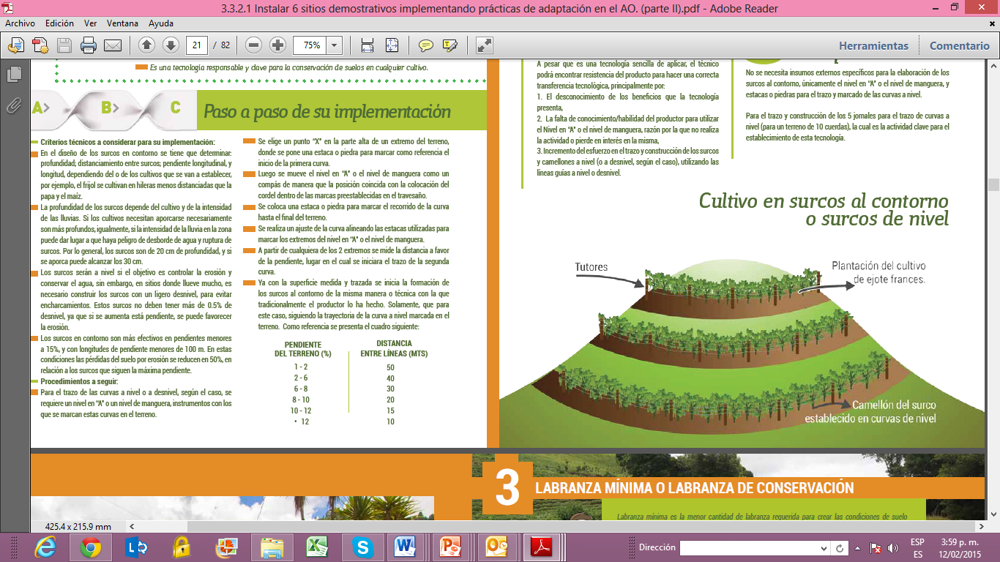 3.3.2.1 Instalar 6 sitios demostrativos implementando prácticas de adaptación en el AO. (parte II).pdf - Adobe Reader
Archivo Edición Ver Ventana Ayuda
21 / 82 75% Herramientas Comentario
Es una tecnología responsable y clave para la conservación de suelos en cualquier cultivo.
A> B> C Paso a paso de su implementación
Criterios técnicos a considerar para su implementación:
En el diseño de los surcos en contorno se tiene que determinar:
profundidad; distanciamiento entre surcos; pendiente longitudinal, y
longitud, dependiendo del o de los cultivos que se van a establecer,
por ejemplo, el frijol se cultivan en hileras menos distanciadas que la
papa y el maíz.
La profundidad de los surcos depende del cultivo y de la intensidad
de las lluvias. Si los cultivos necesitan aporcarse necesariamente
son más profundos, igualmente, si la intensidad de la lluvia en la zona
puede dar lugar a que haya peligro de desborde de agua y ruptura de
surcos. Por lo general, los surcos son de 20 cm de profundidad, y si
se aporca puede alcanzar los 30 cm.
Los surcos serán a nivel si el objetivo es controlar la erosión y
conservar el agua, sin embargo, en sitios donde llueve mucho, es
necesario construir los surcos con un ligero desnivel, para evitar
encharcamientos. Estos surcos no deben tener más de 0.5% de
desnivel, ya que si se aumenta está pendiente, se puede favorecer
la erosión.
Los surcos en contorno son más efectivos en pendientes menores
a 15%, y con longitudes de pendiente menores de 100 m. En estas
condiciones las pérdidas del suelo por erosión se reducen en 50%, en
relación a los surcos que siguen la máxima pendiente.
Procedimientos a seguir:
Para el trazo de las curvas a nivel o a desnivel, según el caso, se
requiere un nivel en “A” o un nivel de manguera, instrumentos con los
que se marcan estas curvas en el terreno.
Se elige un punto “X” en la parte alta de un extremo del terreno,
donde se pone una estaca o piedra para marcar como referencia el
inicio de la primera curva.
Luego se mueve el nivel en “A” o el nivel de manguera como un
compás de manera que la posición coincida con la colocación del
cordel dentro de las marcas preestablecidas en el travesaño.
Se coloca una estaca o piedra para marcar el recorrido de la curva
hasta el final del terreno.
Se realiza un ajuste de la curva alineando las estacas utilizadas para
marcar los extremos del nivel en “A” o el nivel de manguera.
A partir de cualquiera de los 2 extremos se mide la distancia a favor
de la pendiente, lugar en el cual se iniciara el trazo de la segunda
curva.
Ya con la superficie medida y trazada se inicia la formación de
los surcos al contorno de la misma manera o técnica con la que
tradicionalmente el productor lo ha hecho. Solamente, que para
este caso, siguiendo la trayectoria de la curva a nivel marcada en el
terreno. Como referencia se presenta el cuadro siguiente:
PENDIENTE DISTANCIA
DEL TERRENO (%) ENTRE LÍNEAS (MTS)
1 - 2 50
2 - 6 40
6 - 8 30
8 - 10 20
10 - 12 15
• 12 10
A pesar que es una tecnología sencilla de aplicar, el técnico
podrá encontrar resistencia del producto para hacer una correcta
transferencia tecnológica, principalmente por:
1. El desconocimiento de los beneficios que la tecnología
presenta,
2. La falta de conocimiento/habilidad del productor para utilizar
el Nivel en “A” o el nivel de manguera, razón por la que no realiza
la actividad o pierde en interés en la misma,
3. Incremento del esfuerzo en el trazo y construcción de los surcos
y camellones a nivel (o a desnivel, según el caso), utilizando las
líneas guías a nivel o desnivel.
No se necesita insumos externos específicos para la elaboración de los
surcos al contorno, únicamente el nivel en “A” o el nivel de manguera, y
estacas o piedras para el trazo y marcado de las curvas a nivel.
Para el trazo y construcción de los 5 jornales para el trazo de curvas a
nivel (para un terreno de 10 cuerdas), la cual es la actividad clave para el
establecimiento de esta tecnología.
Cultivo en surcos al contorno
o surcos de nivel
Tutores
Plantación del cultivo
de ejote frances.
Camellón del surco
establecido en curvas de nivel
3 LABRANZA MÍNIMA O LABRANZA DE CONSERVACIÓN
Labranza mínima es la menor cantidad de labranza requerida para crear las condiciones de suelo
425.4 x 215.9 mm
Dirección ESP 3:59 p. m.
ES 12/02/2015